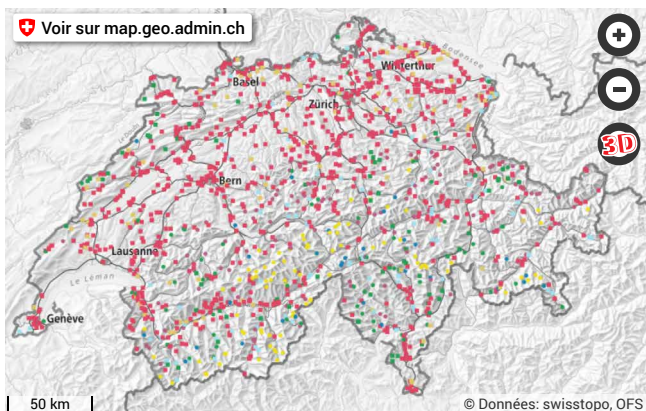 Voir sur map.geo.admin.ch
Bodensee
Winterthur
Basel
Zürich
3D
Bern
Lausanne
Le Léman
Genève
50 km
© Données: swisstopo, OFS